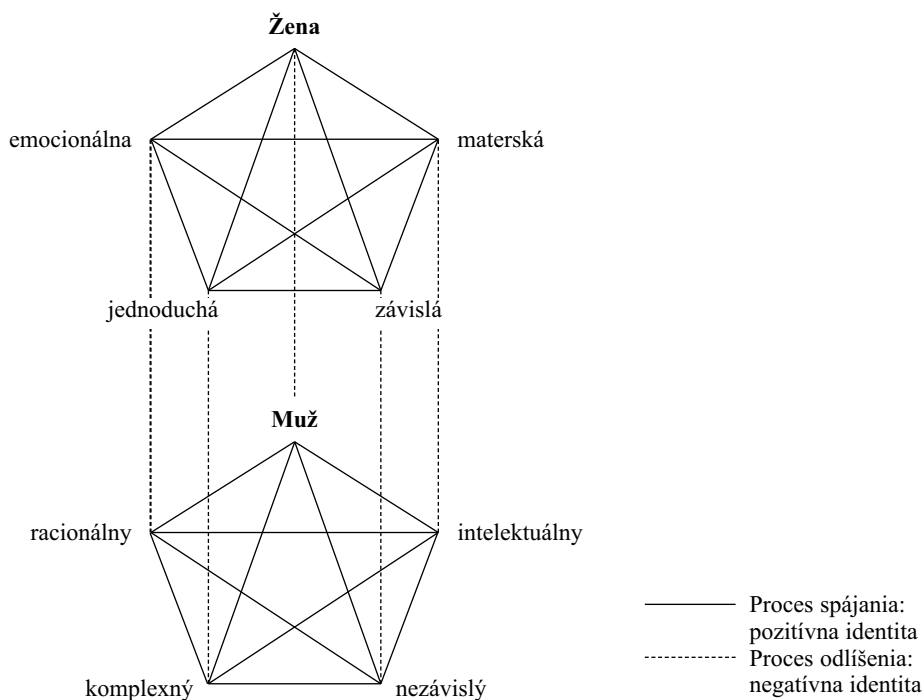 Žena
emocionálna
materská
jednoduchá
závislá
Muž
racionálny
intelektuálny
komplexný
nezávislý
Proces spájania:
pozitívna identita
Proces odlíšenia:
negatívna identita